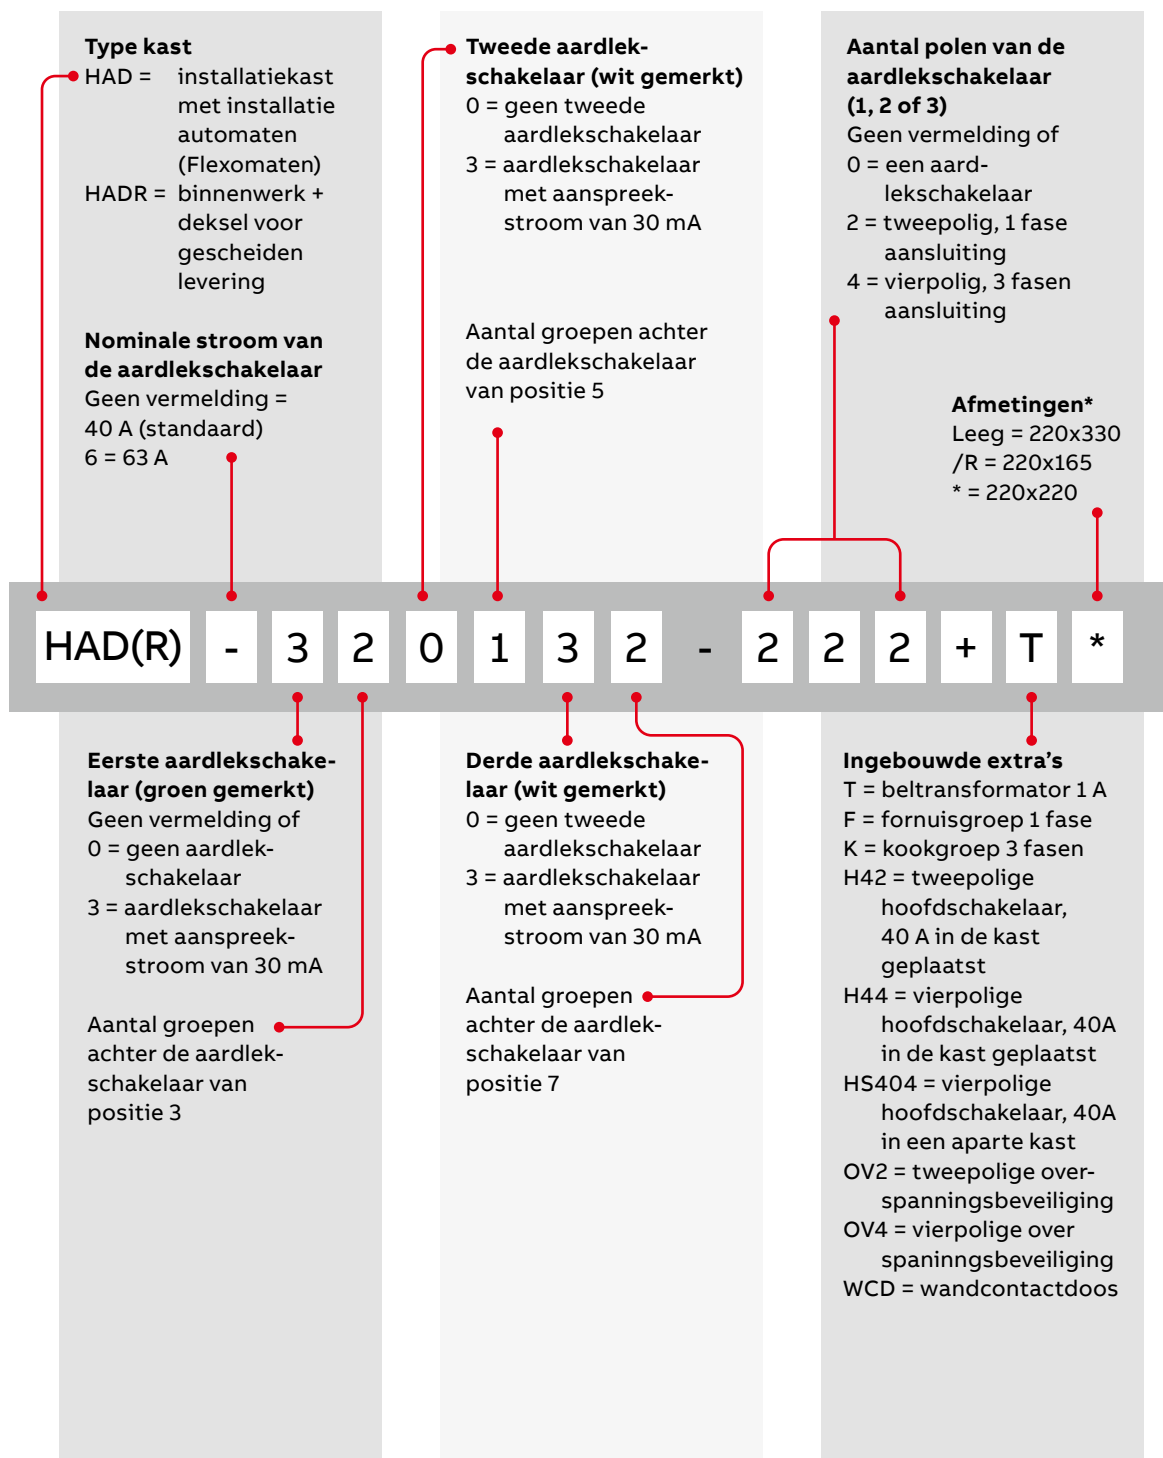 Type kast
HAD = installatiekast
met installatie
automaten
(Flexomaten)
HADR = binnenwerk +
deksel voor
gescheiden
levering
Nominale stroom van
de aardlekschakelaar
Geen vermelding =
40 A (standaard)
6 = 63 A
Tweede aardlek-
schakelaar (wit gemerkt)
0 = geen tweede
aardlekschakelaar
3 = aardlekschakelaar
met aanspreek-
stroom van 30 mA
Aantal groepen achter
de aardlekschakelaar
van positie 5
Aantal polen van de
aardlekschakelaar
(1, 2 of 3)
Geen vermelding of
0 = een aard-
lekschakelaar
2 = tweepolig, 1 fase
aansluiting
4 = vierpolig, 3 fasen
aansluiting
Afmetingen*
Leeg = 220x330
/R = 220x165
* = 220x220
HAD(R) - 3 2 0 1 3 2 - 2 2 2 + T *
Eerste aardlekschake-
laar (groen gemerkt)
Geen vermelding of
0 = geen aardlek-
schakelaar
3 = aardlekschakelaar
met aanspreek-
stroom van 30 mA
Aantal groepen
achter de aardlek-
schakelaar van
positie 3
Derde aardlekschake-
laar (wit gemerkt)
0 = geen tweede
aardlekschakelaar
3 = aardlekschakelaar
met aanspreek-
stroom van 30 mA
Aantal groepen
achter de aardlek-
schakelaar van
positie 7
Ingebouwde extra's
T = beltransformator 1 A
F = fornuisgroep 1 fase
K = kookgroep 3 fasen
H42 = tweepolige
hoofdschakelaar,
40 A in de kast
geplaatst
H44 = vierpolige
hoofdschakelaar, 40A
in de kast geplaatst
HS404 = vierpolige
hoofdschakelaar, 40A
in een aparte kast
OV2 = tweepolige over-
spanningsbeveiliging
OV4 = vierpolige over
spaninngsbeveiliging
WCD = wandcontactdoos